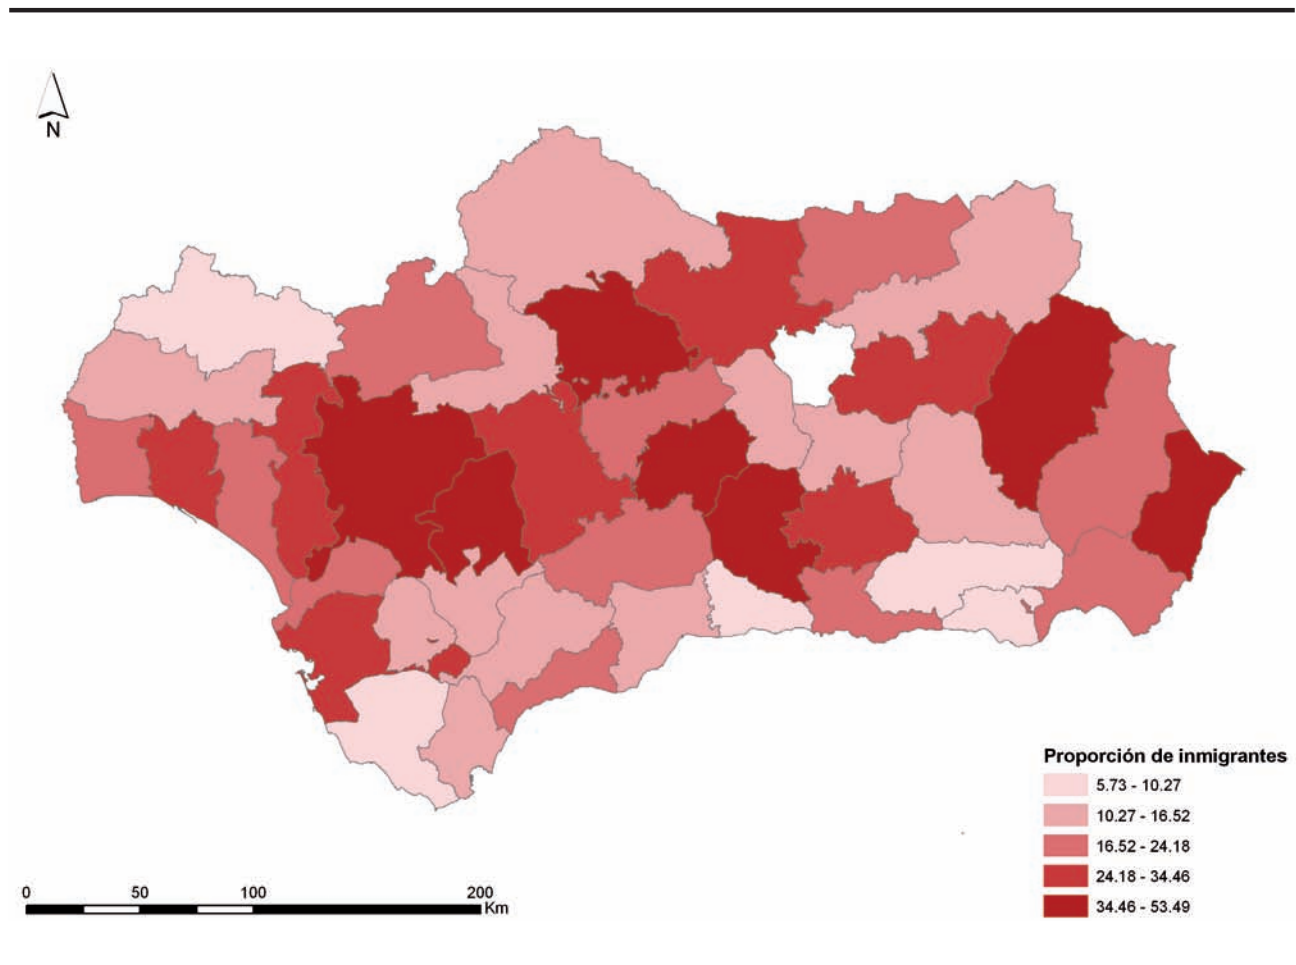 N
Proporción de inmigrantes
5.73 - 10.27
10.27 - 16.52
16.52 - 24.18
24.18 - 34.46
34.46 - 53.49
0 50 100 200
Km